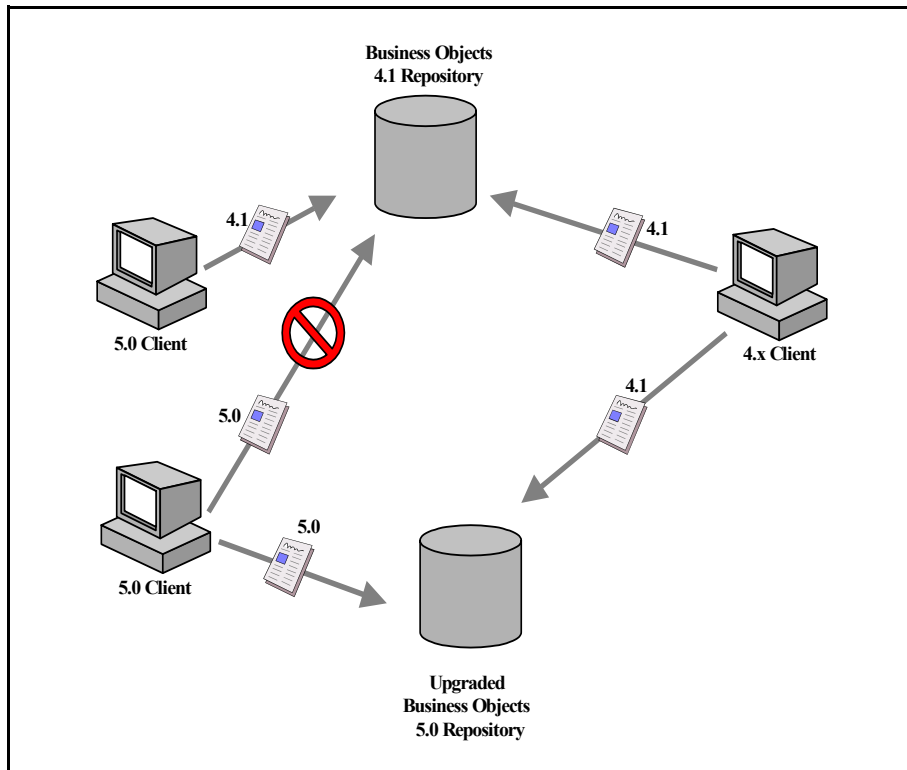 Business Objects
4.1 Repository
4.1
4.1
5.0 Client
4.x Client
4.1
5.0
5.0
5.0 Client
Upgraded
Business Objects
5.0 Repository